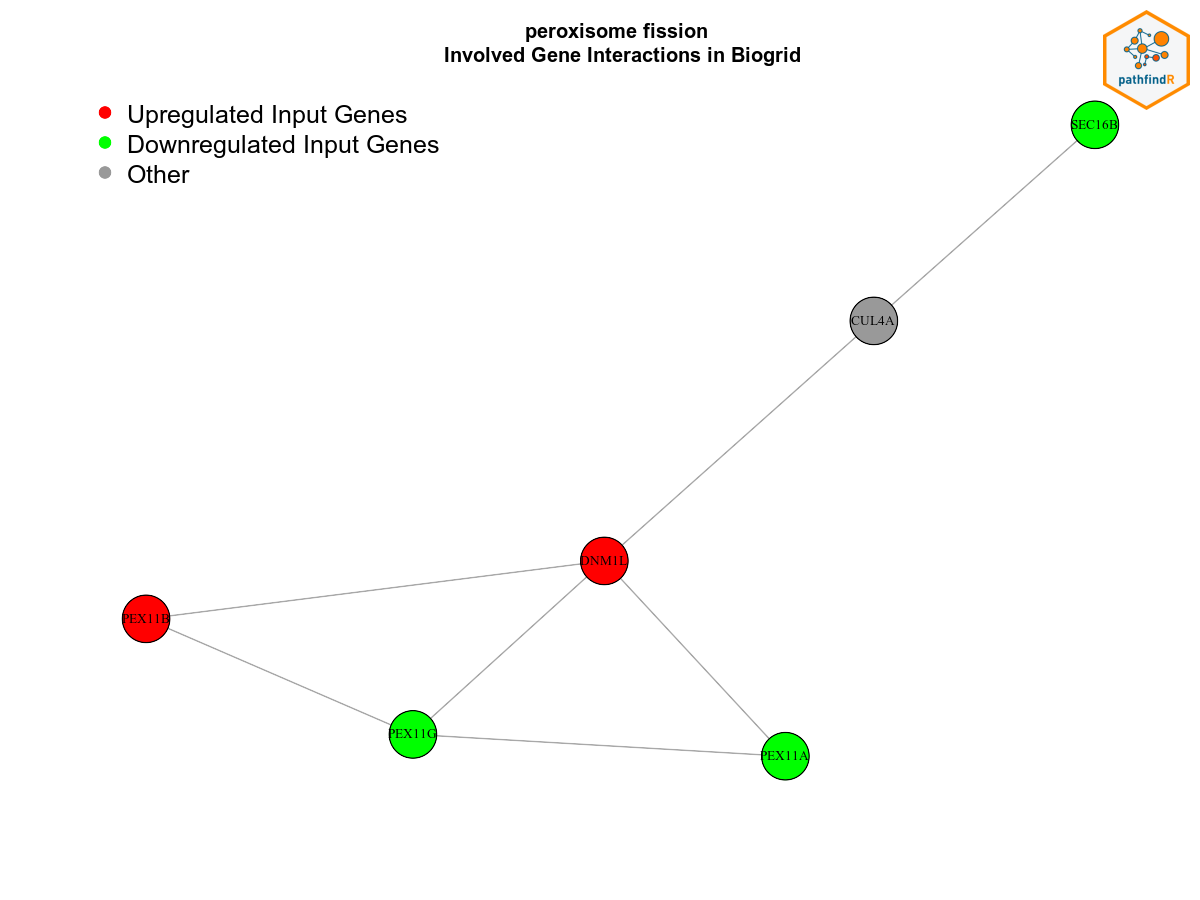 peroxisome fission
Involved Gene Interactions in Biogrid
pathfindR
Upregulated Input Genes
Downregulated Input Genes
Other
SEC16B
CUL4A
DNM1L
PEX11B
PEX11G
PEX11A